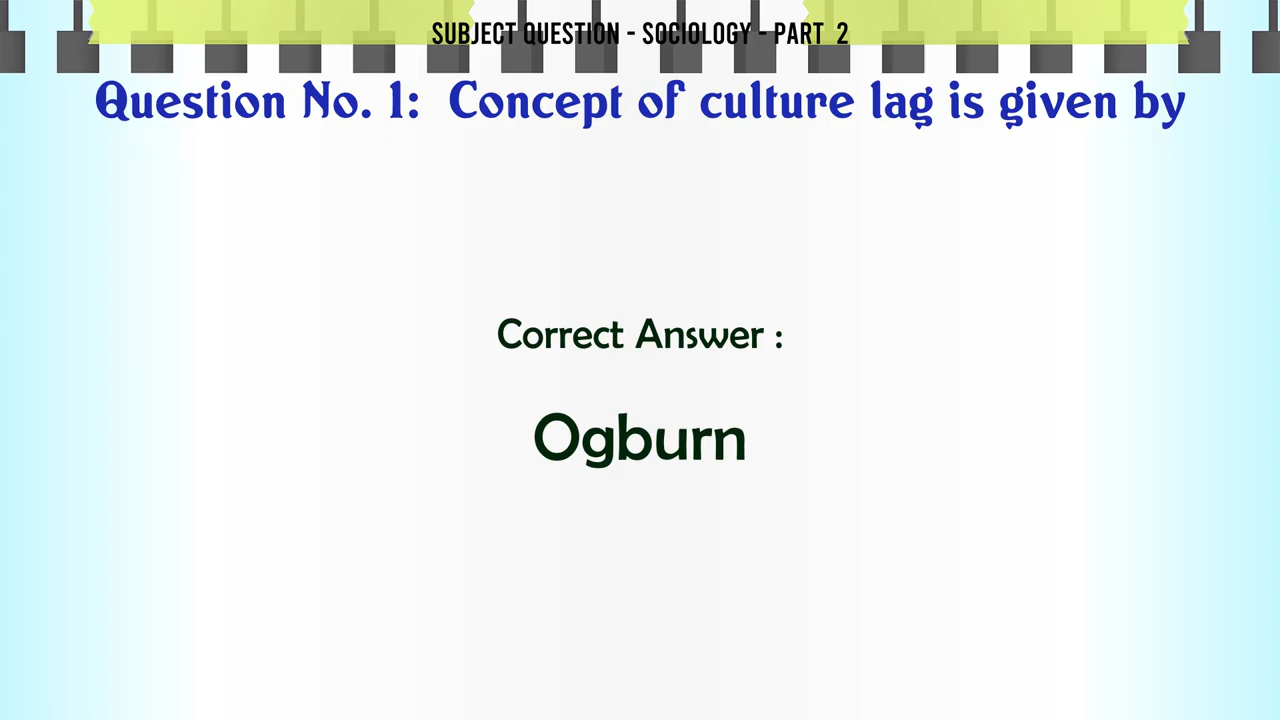 SUBJECT QUESTION - SOCIOLOGY - PART 2
Question No. 1: Concept of culture lag is given by
Correct Answer :
Ogburn